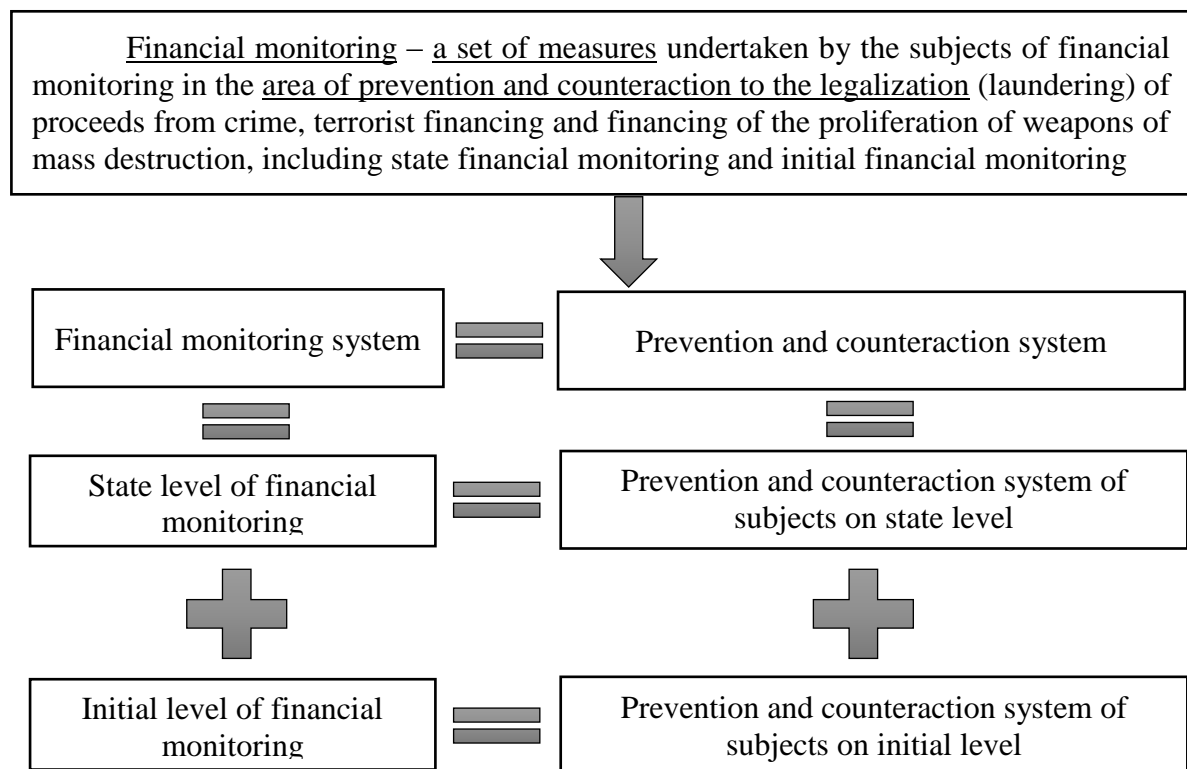 Financial monitoring – a set of measures undertaken by the subjects of financial
monitoring in the area of prevention and counteraction to the legalization (laundering) of
proceeds from crime, terrorist financing and financing of the proliferation of weapons of
mass destruction, including state financial monitoring and initial financial monitoring
Financial monitoring system
Prevention and counteraction system
State level of financial
monitoring
Prevention and counteraction system of
subjects on state level
Initial level of financial
monitoring
Prevention and counteraction system of
subjects on initial level